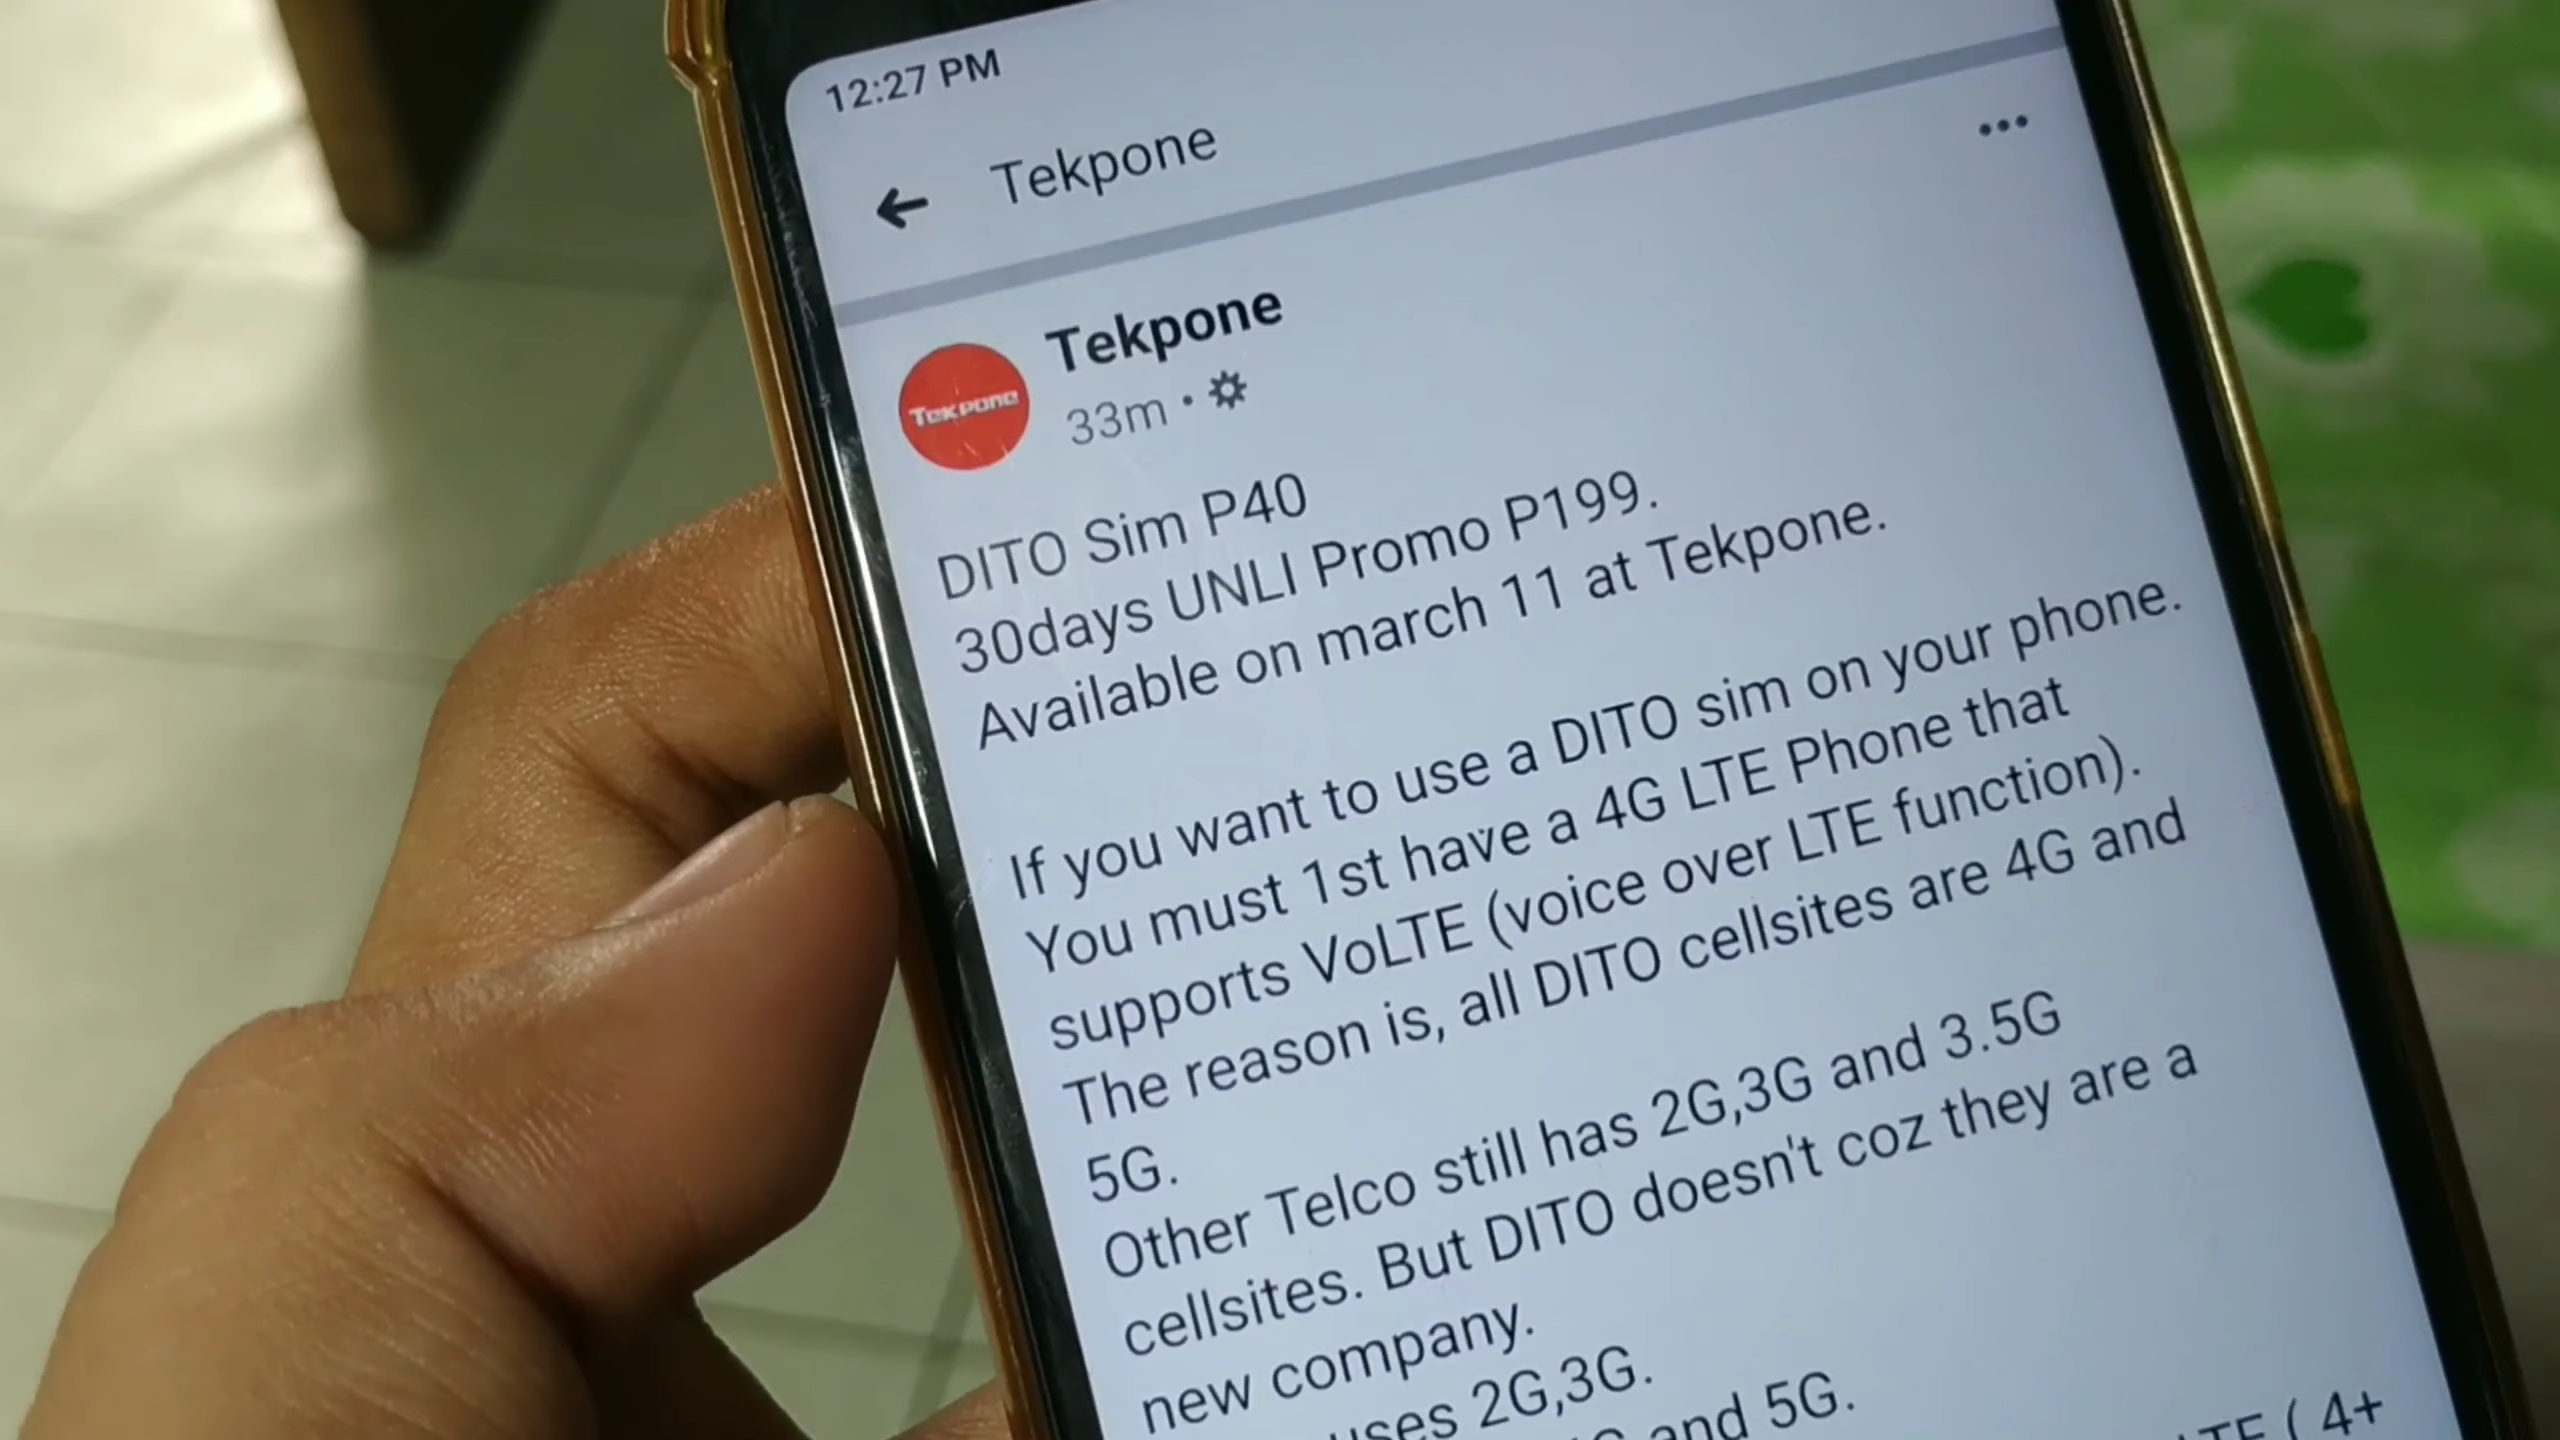 12:27 PM
Tekpone
Tekpone
TEKPONE
33m
DITO Sim P40
30days UNLI Promo P199.
Available on march 11 at Tekpone.
If you want to use a DITO sim on your phone.
You must 1st have a 4G LTE Phone that
supports VoLTE (voice over LTE function).
The reason is, all DITO cellsites are 4G and
5G.
Other Telco still has 2G,3G and 3.5G
cellsites. But DITO doesn't coz they are a
new company.
uses 2G,3G.
and 5G.
( 4+